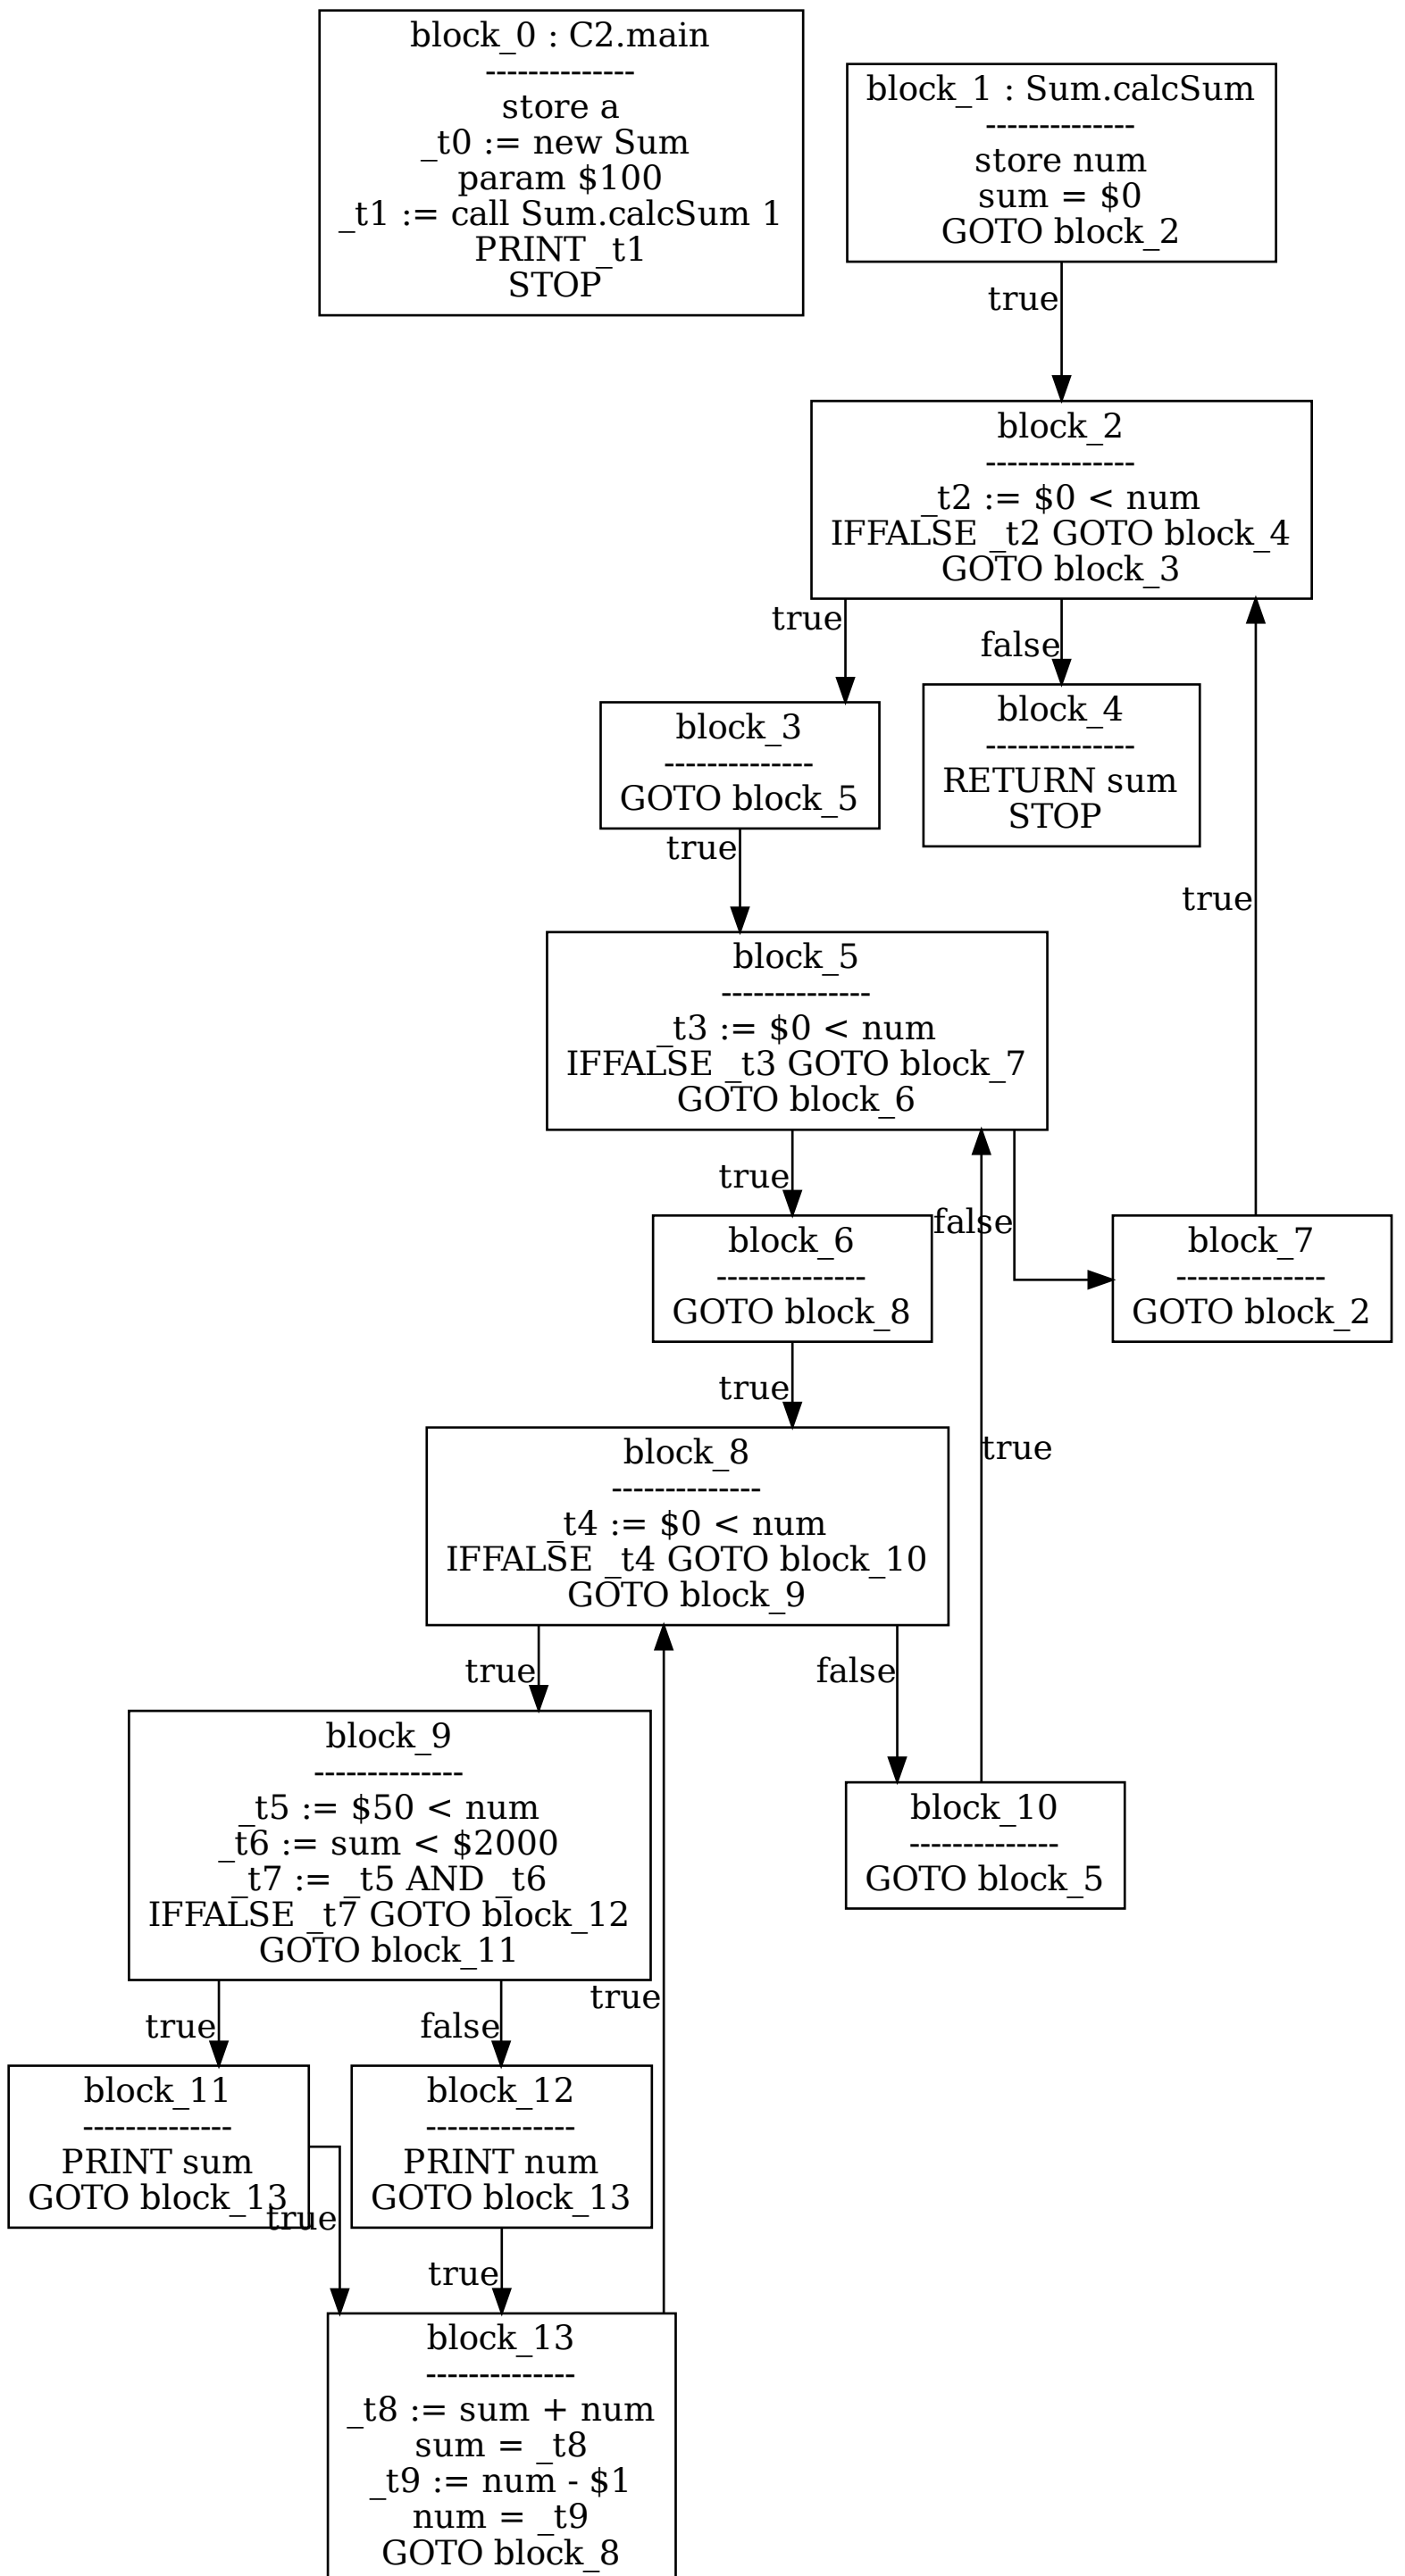 block_0 : C2.main
--------------
store a
_t0 := new Sum
param $100
_t1 := call Sum.calcSum 1
PRINT _t1
STOP
block_1 : Sum.calcSum
--------------
store num
sum = $0
GOTO block_2
true
block_2
--------------
_t2 := $0 < num
IFFALSE _t2 GOTO block_4
GOTO block_3
true
false
block_3
--------------
GOTO block_5
block_4
--------------
RETURN sum
STOP
true
true
block_5
--------------
_t3 := $0 < num
IFFALSE _t3 GOTO block_7
GOTO block_6
true
false
block_6
--------------
GOTO block_8
block_7
--------------
GOTO block_2
true
true
block_8
--------------
_t4 := $0 < num
IFFALSE _t4 GOTO block_10
GOTO block_9
true
false
block_9
--------------
_t5 := $50 < num
_t6 := sum < $2000
_t7 := _t5 AND _t6
IFFALSE _t7 GOTO block_12
GOTO block_11
block_10
--------------
GOTO block_5
true
true
false
block_11
--------------
PRINT sum
GOTO block_13
block_12
--------------
PRINT num
GOTO block_13
true
true
block_13
--------------
_t8 := sum + num
sum = _t8
_t9 := num - $1
num = _t9
GOTO block_8